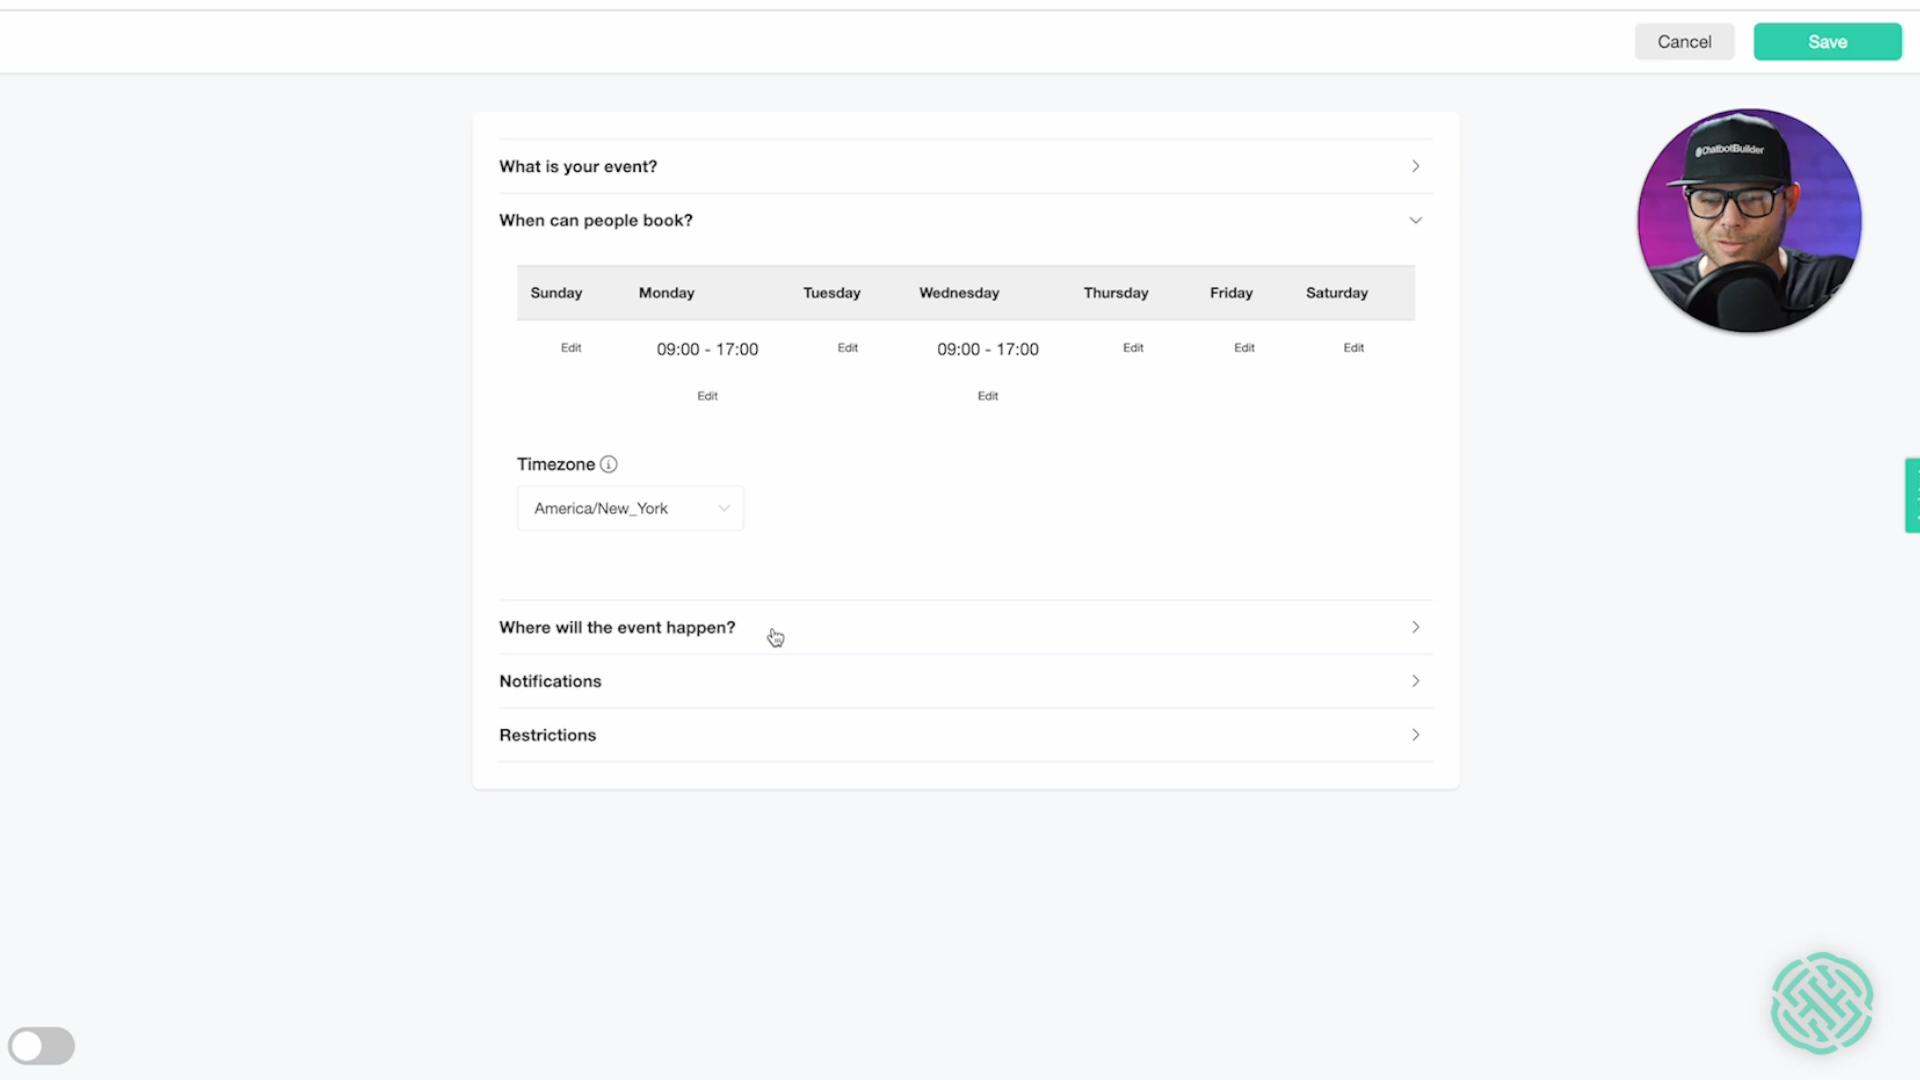 Cancel
Save
@ChatbotBuilder
What is your event?
When can people book?
Sunday Monday Tuesday Wednesday Thursday Friday Saturday
Edit 09:00 - 17:00 Edit 09:00 - 17:00 Edit Edit Edit
Edit Edit
Timezone
America/New_York
Where will the event happen?
Notifications
Restrictions